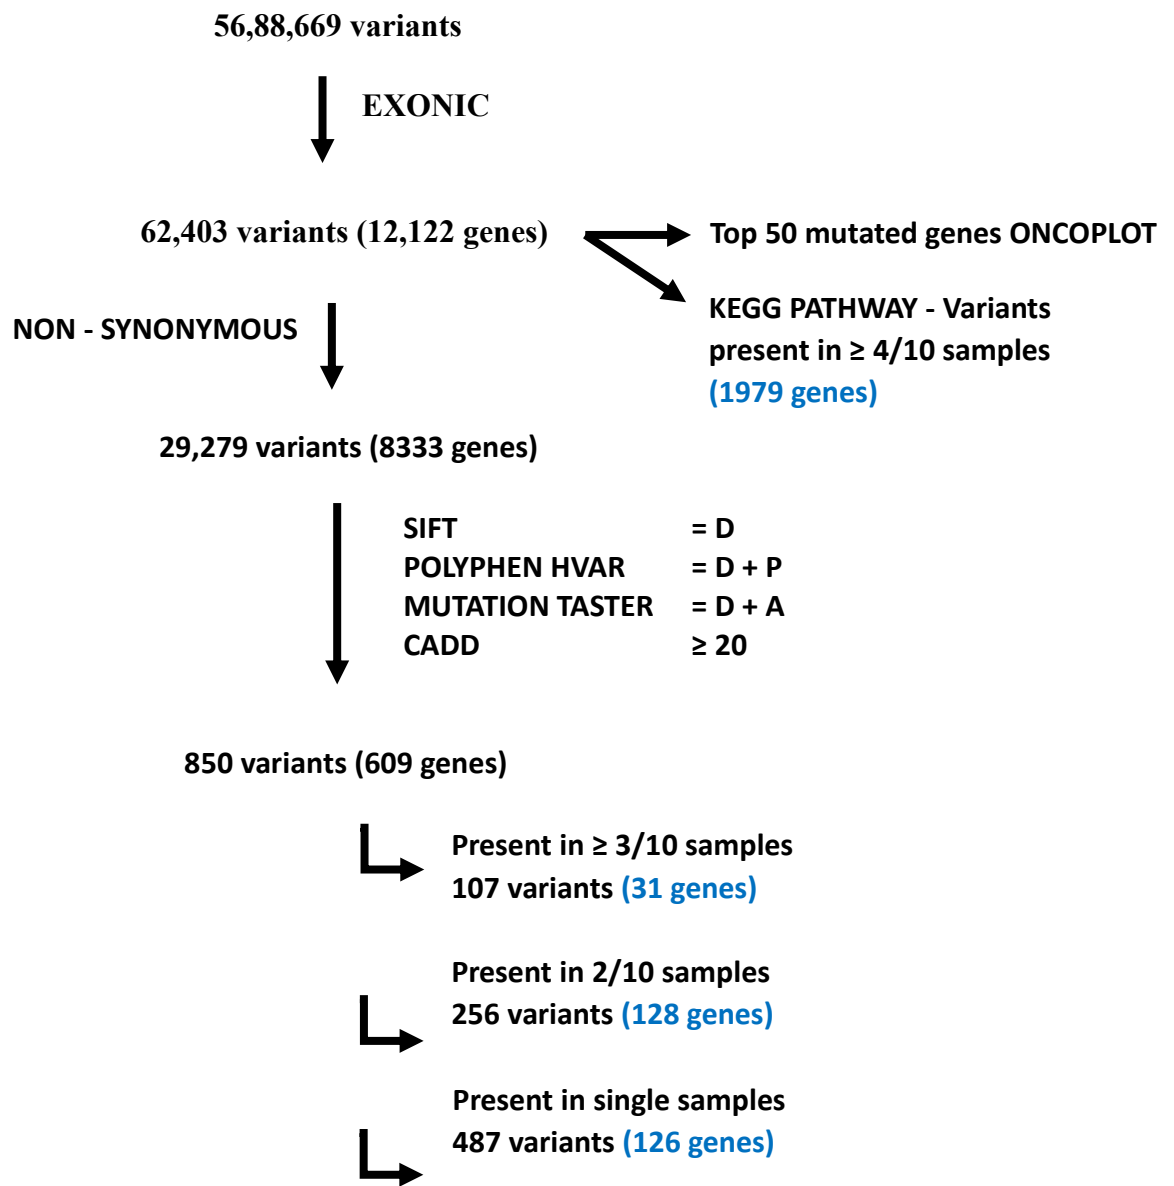 56,88,669 variants
EXONIC
62,403 variants (12,122 genes)
Top 50 mutated genes ONCOPLOT
KEGG PATHWAY - Variants
present in ≥ 4/10 samples
(1979 genes)
NON - SYNONYMOUS
29,279 variants (8333 genes)
SIFT = D
POLYPHEN HVAR = D + P
MUTATION TASTER = D + A
CADD ≥ 20
850 variants (609 genes)
Present in ≥ 3/10 samples
107 variants (31 genes)
Present in 2/10 samples
256 variants (128 genes)
Present in single samples
487 variants (126 genes)